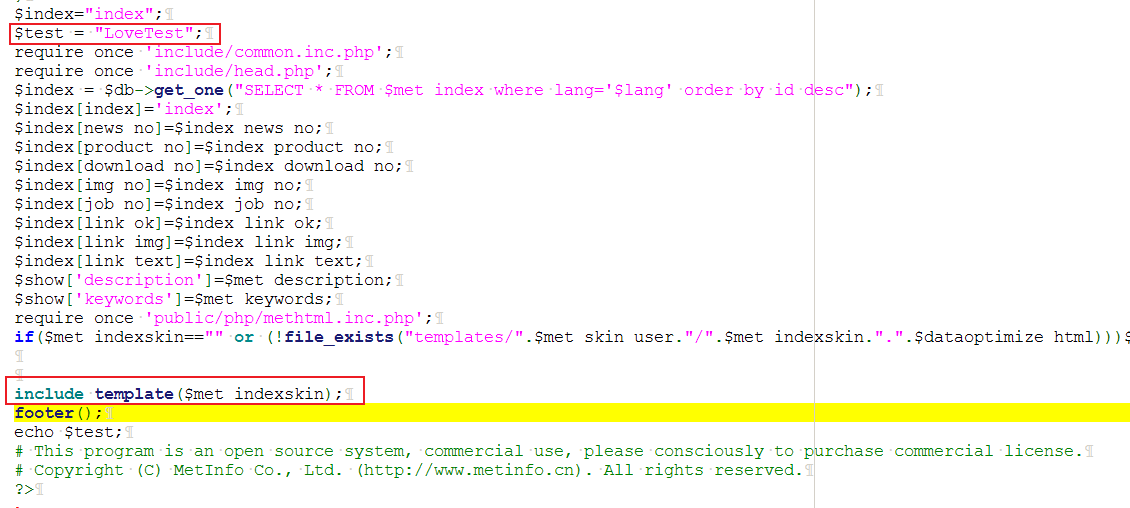 $index="index";
$test = "LoveTest";
require once 'include/common.inc.php';
require once 'include/head.php';
$index = $db->get_one("SELECT * FROM $met index where lang='$lang' order by id desc");
$index[index]='index';
$index[news no]=$index news no;
$index[product no]=$index product no;
$index[download no]=$index download no;
$index[img no]=$index img no;
$index[job no]=$index job no;
$index[link ok]=$index link ok;
$index[link img]=$index link img;
$index[link text]=$index link text;
$show['description']=$met description;
$show['keywords']=$met keywords;
require once 'public/php/methtml.inc.php';
if($met indexskin=="" or (!file_exists("templates/".$met skin user."/".$met indexskin.".".$dataoptimize html)))$
include template($met indexskin);
footer();
echo $test;
# This program is an open source system, commercial use, please consciously to purchase commercial license.
# Copyright (C) MetInfo Co., Ltd. (http://www.metinfo.cn). All rights reserved.
?>